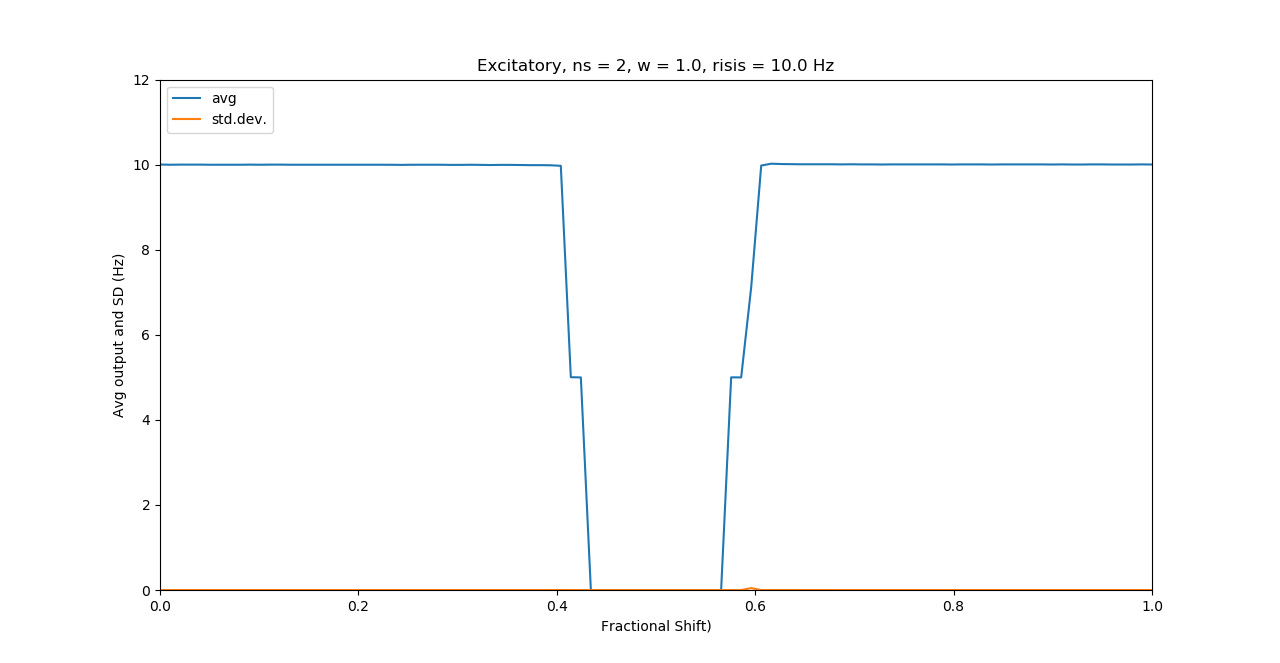 Excitatory, ns = 2, w = 1.0, risis = 10.0 Hz
12
avg
std.dev.
10
8
6
4
2
0
Avg output and SD (Hz)
0.0 0.2 0.4 0.6 0.8 1.0
Fractional Shift)